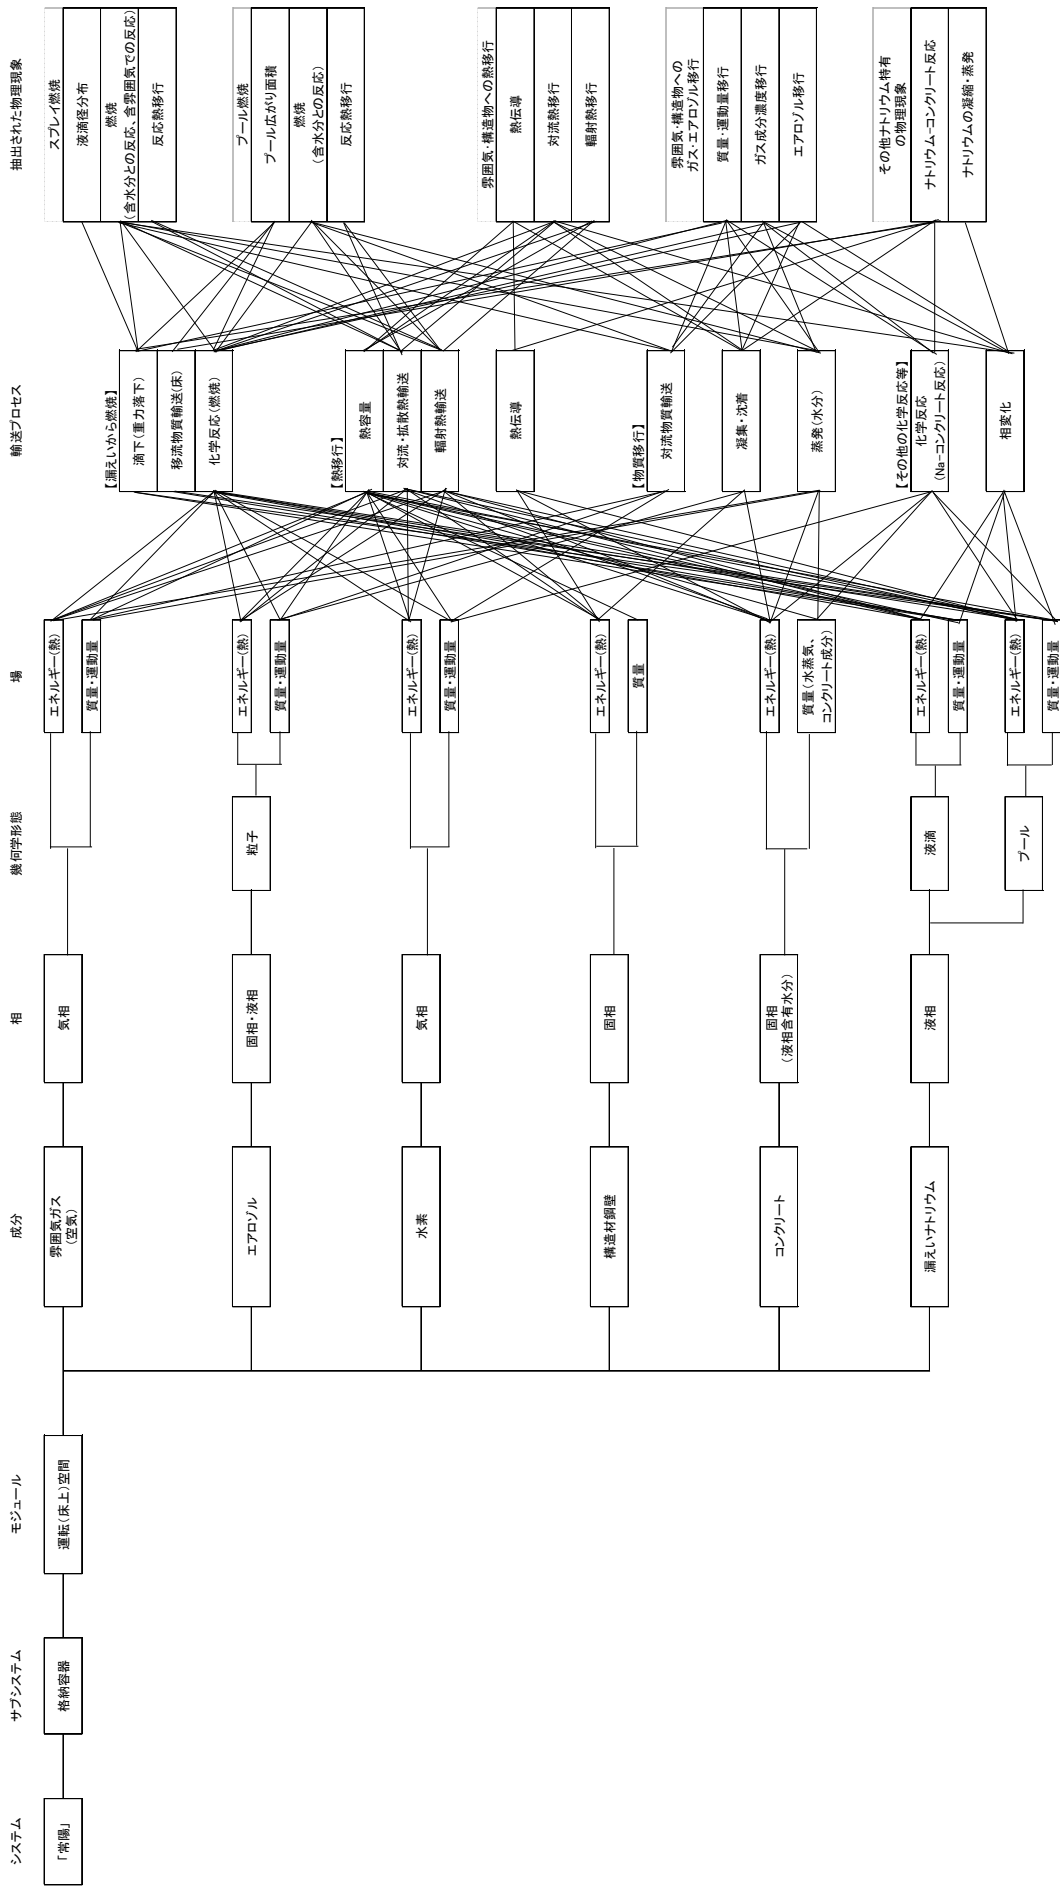 システム
サブシステム
モジュール
成分
相
幾何学形態
場
輸送プロセス
抽出された物理現象
「常陽」
格納容器
運転(床上)空間
雰囲気ガス
(空気)
気相
エネルギー(熱)
質量・運動量
エアロゾル
固相・液相
粒子
エネルギー(熱)
質量・運動量
水素
気相
エネルギー(熱)
質量・運動量
構造材鋼壁
固相
エネルギー(熱)
質量
コンクリート
固相
(液相含有水分)
エネルギー(熱)
質量(水蒸気、
コンクリート成分)
漏えいナトリウム
液相
液滴
エネルギー(熱)
質量・運動量
プール
エネルギー(熱)
質量・運動量
【漏えいから燃焼】
滴下(重力落下)
移流物質輸送(床)
化学反応(燃焼)
【熱移行】
熱容量
対流・拡散熱輸送
輻射熱輸送
熱伝導
【物質移行】
対流物質輸送
凝集・沈着
蒸発(水分)
【その他の化学反応等】
化学反応
(Na-コンクリート反応)
相変化
スプレイ燃焼
液滴径分布
燃焼
(含水分との反応、含雰囲気での反応)
反応熱移行
プール燃焼
プール広がり面積
燃焼
(含水分との反応)
反応熱移行
雰囲気・構造物への熱移行
熱伝導
対流熱移行
輻射熱移行
雰囲気・構造物への
ガス・エアロゾル移行
質量・運動量移行
ガス成分濃度移行
エアロゾル移行
その他ナトリウム特有
の物理現象
ナトリウム-コンクリート反応
ナトリウムの凝縮・蒸発